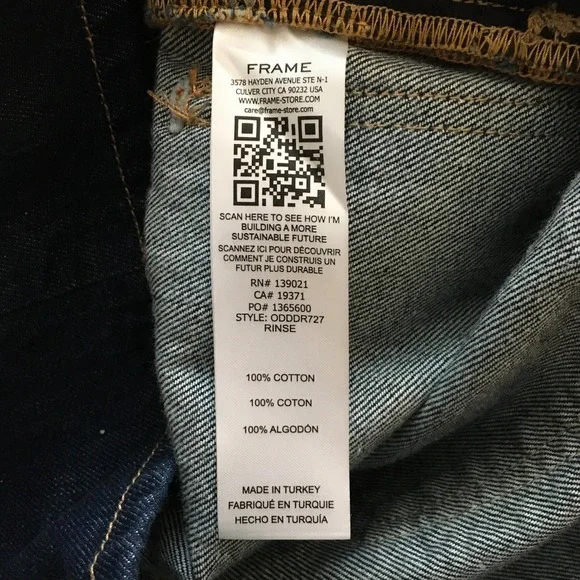 FRAME
3578 HAYDEN AVENUE STE N-1
CULVER CITY CA 90232 USA
WWW.FRAME-STORE.COM
care@frame-store.com
SCAN HERE TO SEE HOW I'M
BUILDING A MORE
SUSTAINABLE FUTURE
SCANNEZ ICI POUR DÉCOUVRIR
COMMENT JE CONSTRUIS UN
FUTUR PLUS DURABLE
RN# 139021
CA# 19371
PO# 1365600
STYLE: ODDDR727
RINSE
100% COTTON
100% COTON
100% ALGODÓN
MADE IN TURKEY
FABRIQUÉ EN TURQUIE
HECHO EN TURQUÍA